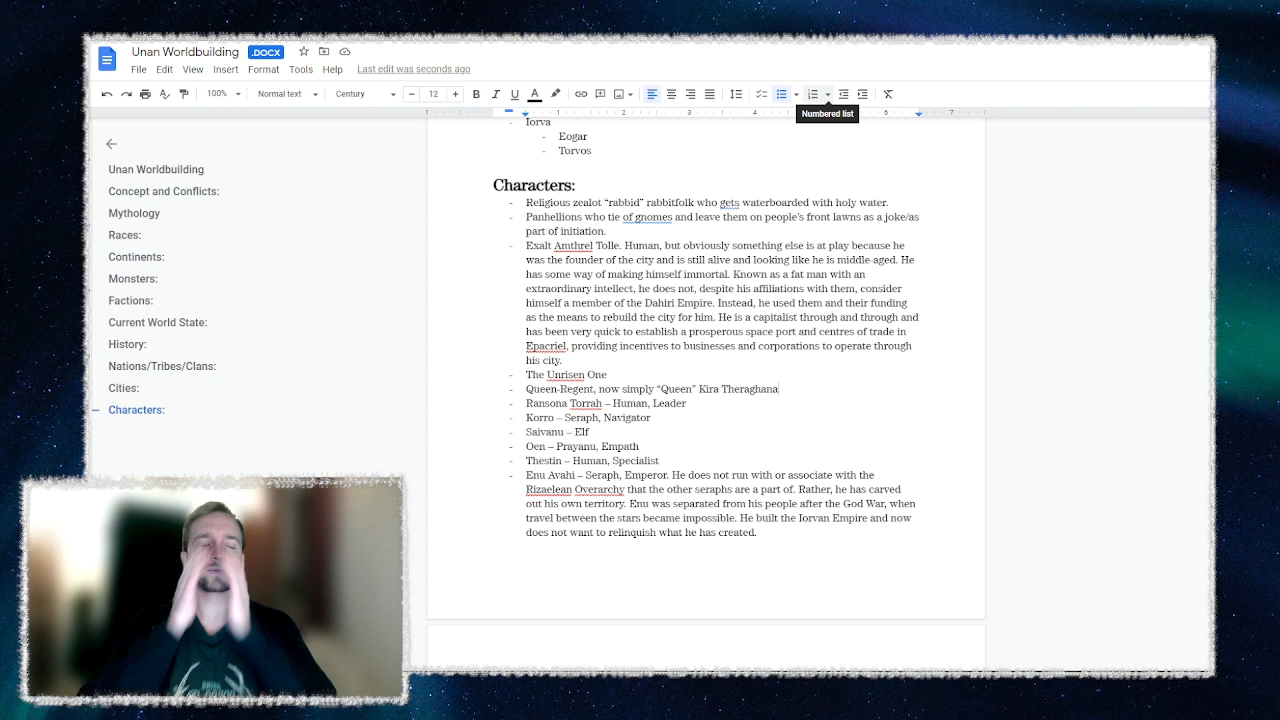 Unan Worldbuilding .DOCX
File Edit View Insert Format Tools Help Last edit was seconds ago
100% Normal text Century 12
Numbered list
1 2 3 4 6 7
Unan Worldbuilding
Concept and Conflicts:
Mythology
Races:
Continents:
Monsters:
Factions:
Current World State:
History:
Nations/Tribes/Clans:
Cities:
Characters:
- Iorva
- Eogar
- Torvos
Characters:
- Religious zealot “rabbid” rabbitfolk who gets waterboarded with holy water.
- Panhellions who tie of gnomes and leave them on people’s front lawns as a joke/as
part of initiation.
- Exalt Amthrel Tolle. Human, but obviously something else is at play because he
was the founder of the city and is still alive and looking like he is middle-aged. He
has some way of making himself immortal. Known as a fat man with an
extraordinary intellect, he does not, despite his affiliations with them, consider
himself a member of the Dahiri Empire. Instead, he used them and their funding
as the means to rebuild the city for him. He is a capitalist through and through and
has been very quick to establish a prosperous space port and centres of trade in
Epacriel, providing incentives to businesses and corporations to operate through
his city.
- The Unrisen One
- Queen-Regent, now simply “Queen” Kira Theraghana
- Ransona Torrah – Human, Leader
- Korro – Seraph, Navigator
- Saivanu – Elf
- Oen – Prayanu, Empath
- Thestin – Human, Specialist
- Enu Avahi – Seraph, Emperor. He does not run with or associate with the
Rizaelean Overarchy that the other seraphs are a part of. Rather, he has carved
out his own territory. Enu was separated from his people after the God War, when
travel between the stars became impossible. He built the Iorvan Empire and now
does not want to relinquish what he has created.